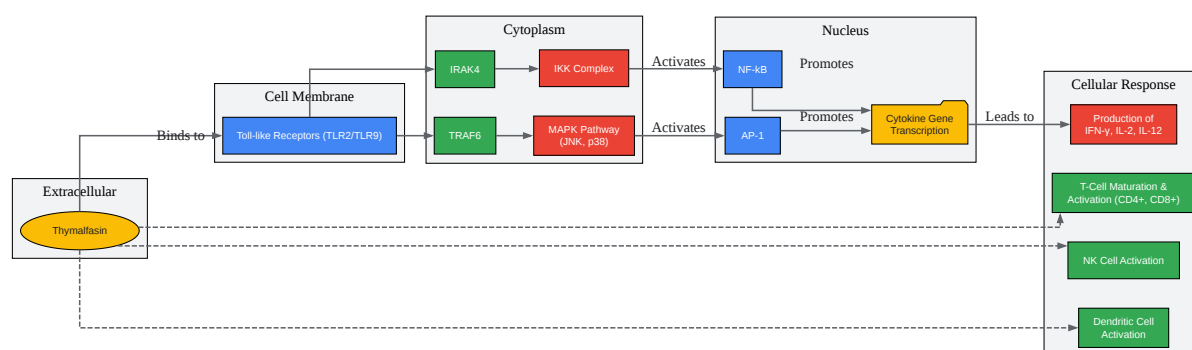 Extracellular
Thymalfasin
Binds to
Cell Membrane
Toll-like Receptors (TLR2/TLR9)
Cytoplasm
IRAK4
IKK Complex
TRAF6
MAPK Pathway
(JNK, p38)
Activates
Activates
Nucleus
NF-kB
Promotes
AP-1
Promotes
Cytokine Gene
Transcription
Leads to
Cellular Response
Production of
IFN-γ, IL-2, IL-12
T-Cell Maturation &
Activation (CD4+, CD8+)
NK Cell Activation
Dendritic Cell
Activation